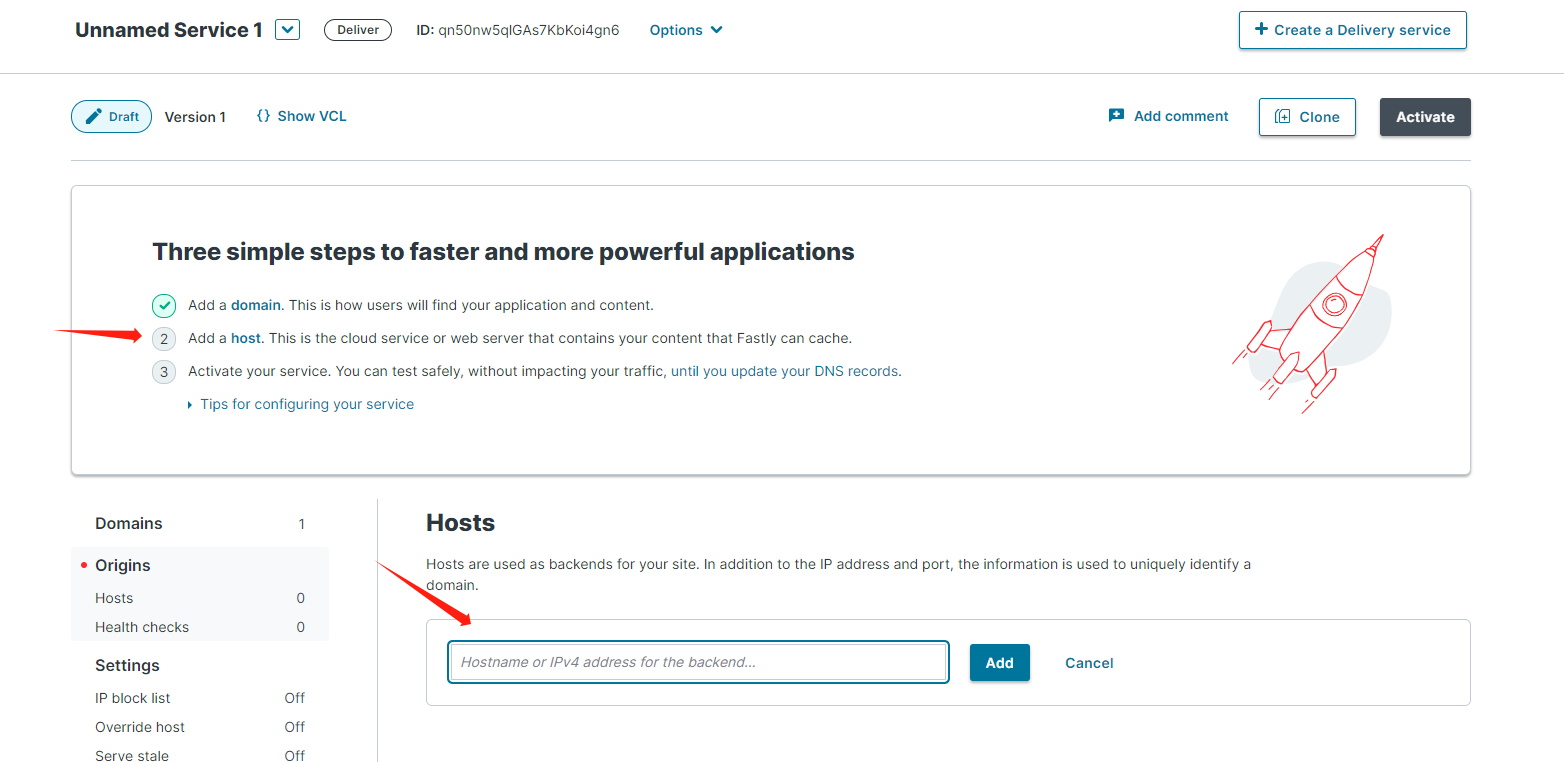 Unnamed Service 1 Deliver ID: qn50nw5qlGAs7KbKoi4gn6 Options + Create a Delivery service
Draft Version 1 {} Show VCL Add comment Clone Activate
Three simple steps to faster and more powerful applications
Add a domain. This is how users will find your application and content.
2 Add a host. This is the cloud service or web server that contains your content that Fastly can cache.
3 Activate your service. You can test safely, without impacting your traffic, until you update your DNS records.
Tips for configuring your service
Domains 1
Origins
Hosts 0
Health checks 0
Settings
IP block list Off
Override host Off
Serve stale Off
Hosts
Hosts are used as backends for your site. In addition to the IP address and port, the information is used to uniquely identify a
domain.
Hostname or IPv4 address for the backend... Add Cancel